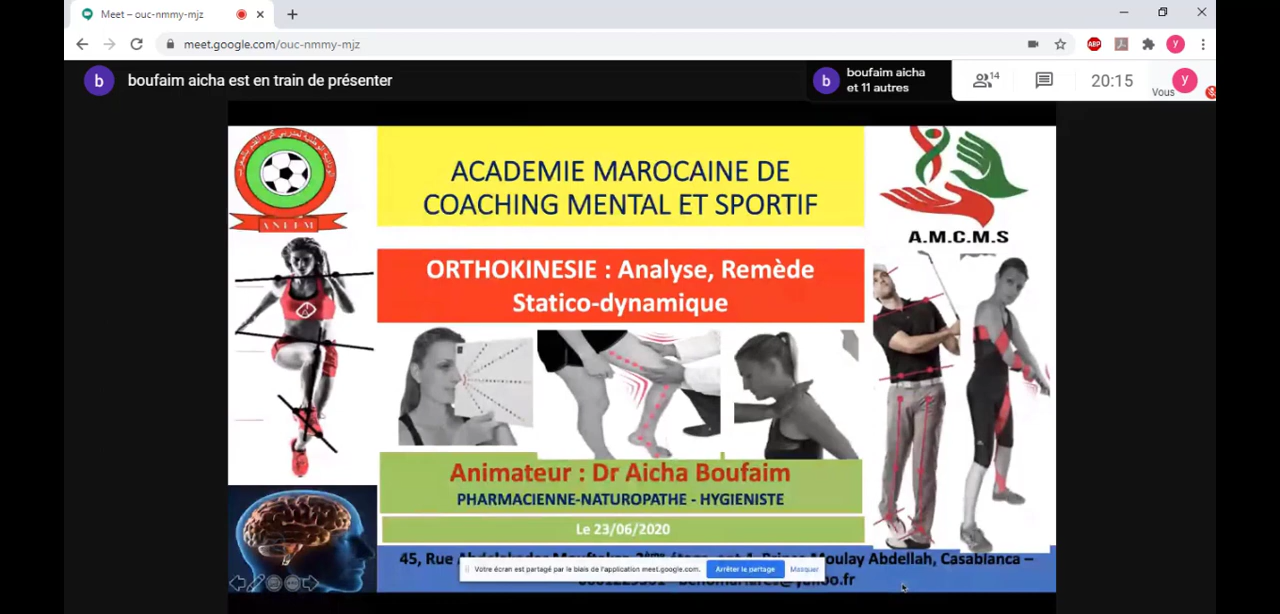 Meet – ouc-nmmy-mjz
meet.google.com/ouc-nmmy-mjz
ABP
y
b
boufaim aicha est en train de présenter
b
boufaim aicha
et 11 autres
14
20:15
Vous
y
A N E F M
ACADEMIE MAROCAINE DE
COACHING MENTAL ET SPORTIF
A.M.C.M.S
ORTHOKINESIE : Analyse, Remède
Statico-dynamique
Animateur : Dr Aicha Boufaim
PHARMACIENNE-NATUROPATHE - HYGIENISTE
Le 23/06/2020
45, Rue Moulay Abdellah, Casablanca –
Votre écran est partagé par le biais de l'application meet.google.com.
Arrêter le partage
Masquer